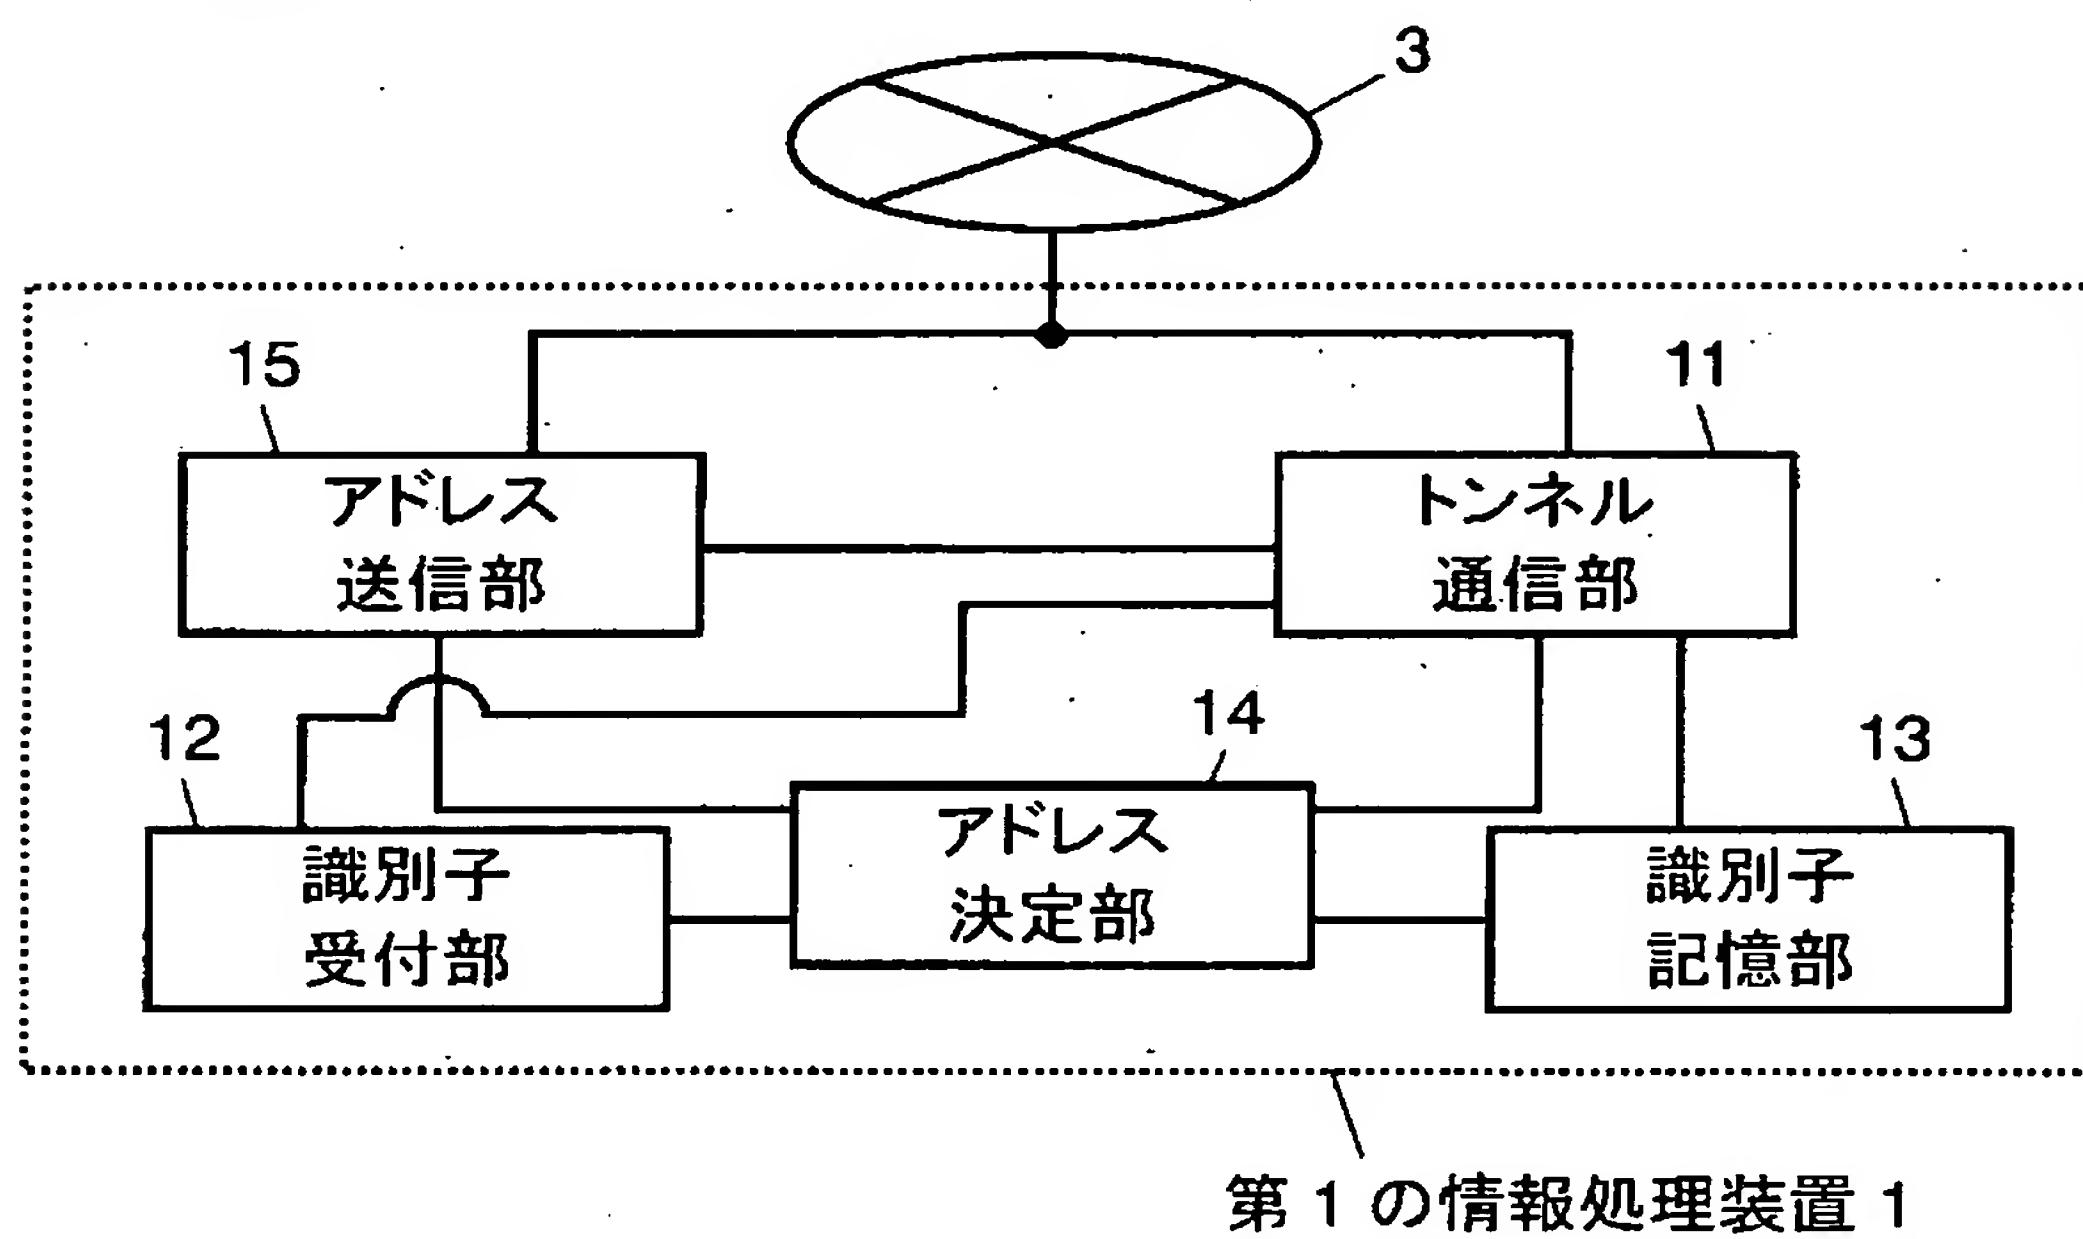 3
15
11
アドレス
送信部
トンネル
通信部
12
14
13
識別子
受付部
アドレス
決定部
識別子
記憶部
第1の情報処理装置1